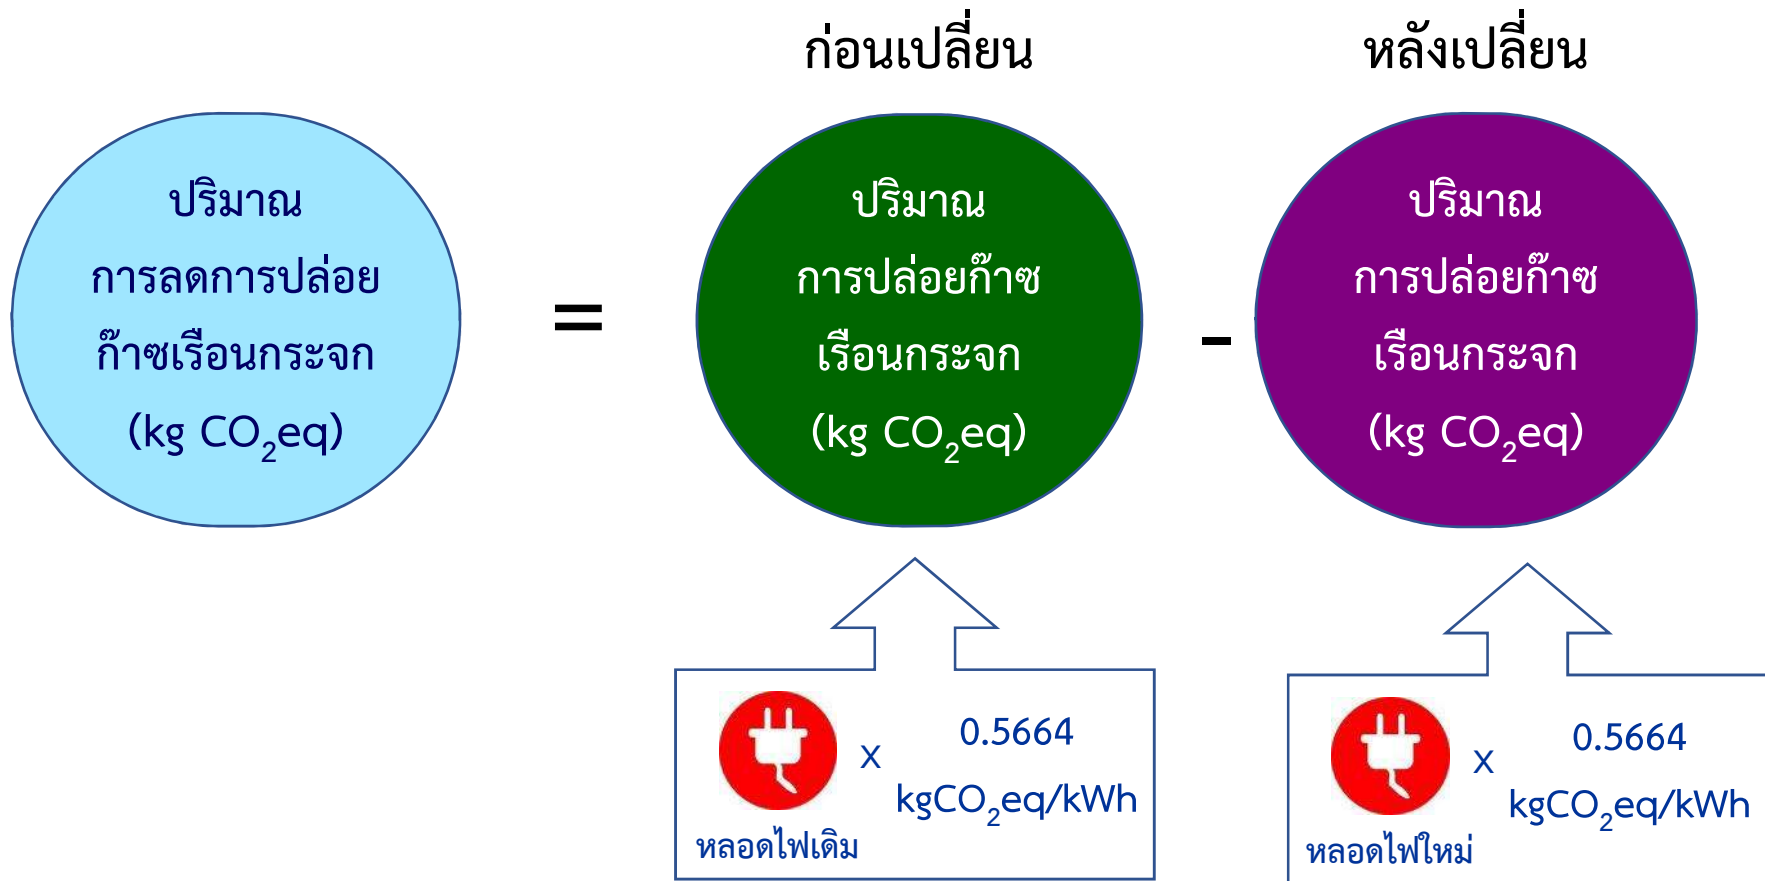 ก่อนเปลี่ยน
หลังเปลี่ยน
ปริมาณ
การลดการปล่อย
ก๊าซเรือนกระจก
(kg CO₂eq)
=
ปริมาณ
การปล่อยก๊าซ
เรือนกระจก
(kg CO₂eq)
-
ปริมาณ
การปล่อยก๊าซ
เรือนกระจก
(kg CO₂eq)
x
0.5664
kgCO₂eq/kWh
หลอดไฟเดิม
x
0.5664
kgCO₂eq/kWh
หลอดไฟใหม่